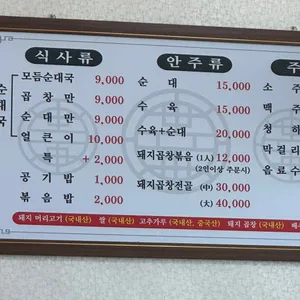 식사류
순대국
모듬순대국 9,000
곱창만 9,000
순대만 9,000
얼큰이 10,000
특 +2,000
공기밥 1,000
볶음밥 2,000
안주류
순대 15,000
수육 15,000
수육+순대 20,000
돼지곱창볶음 (1人) 12,000
(2인이상 주문시)
돼지곱창전골 (中) 30,000
(大) 40,000
주
소
맥주
청하
막걸리
음료수
돼지 머리고기 (국내산) 쌀 (국내산) 고추가루 (국내산, 중국산) 돼지 곱창 (국내산)